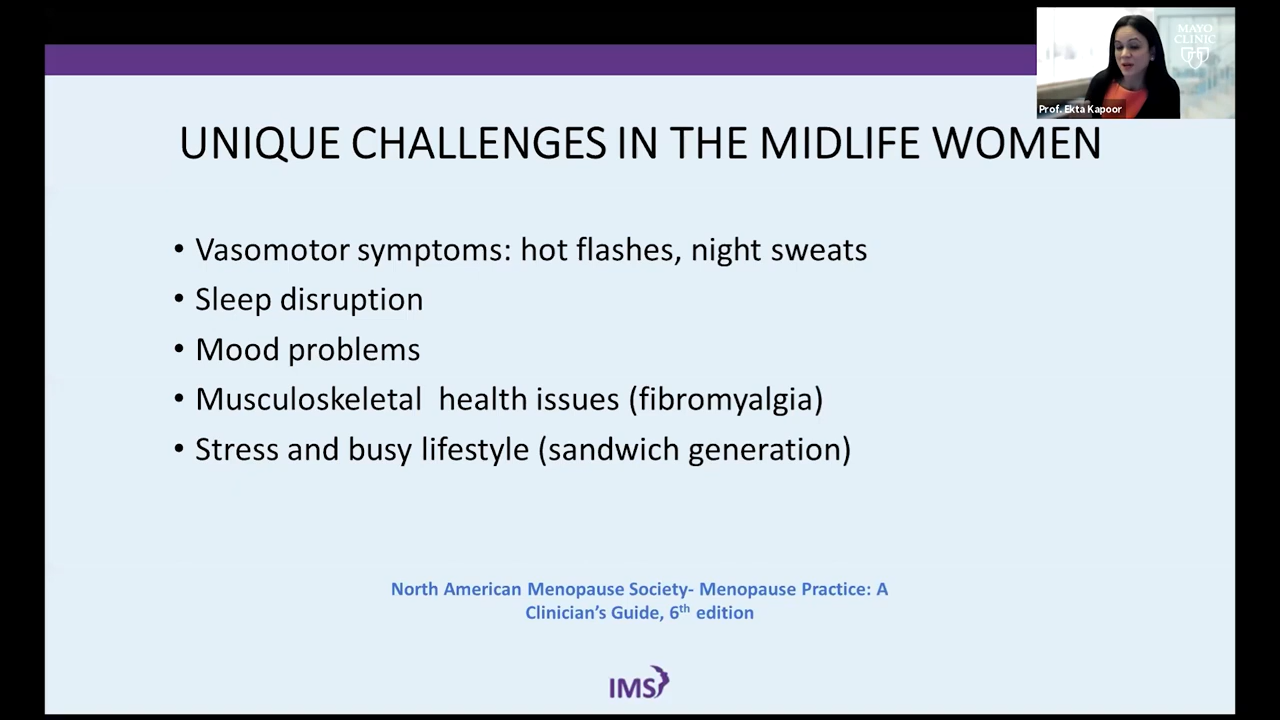 MAYO
CLINIC
Prof. Ekta Kapoor
UNIQUE CHALLENGES IN THE MIDLIFE WOMEN
• Vasomotor symptoms: hot flashes, night sweats
• Sleep disruption
• Mood problems
• Musculoskeletal  health issues (fibromyalgia)
• Stress and busy lifestyle (sandwich generation)
North American Menopause Society- Menopause Practice: A
Clinician's Guide, 6th edition
IMS